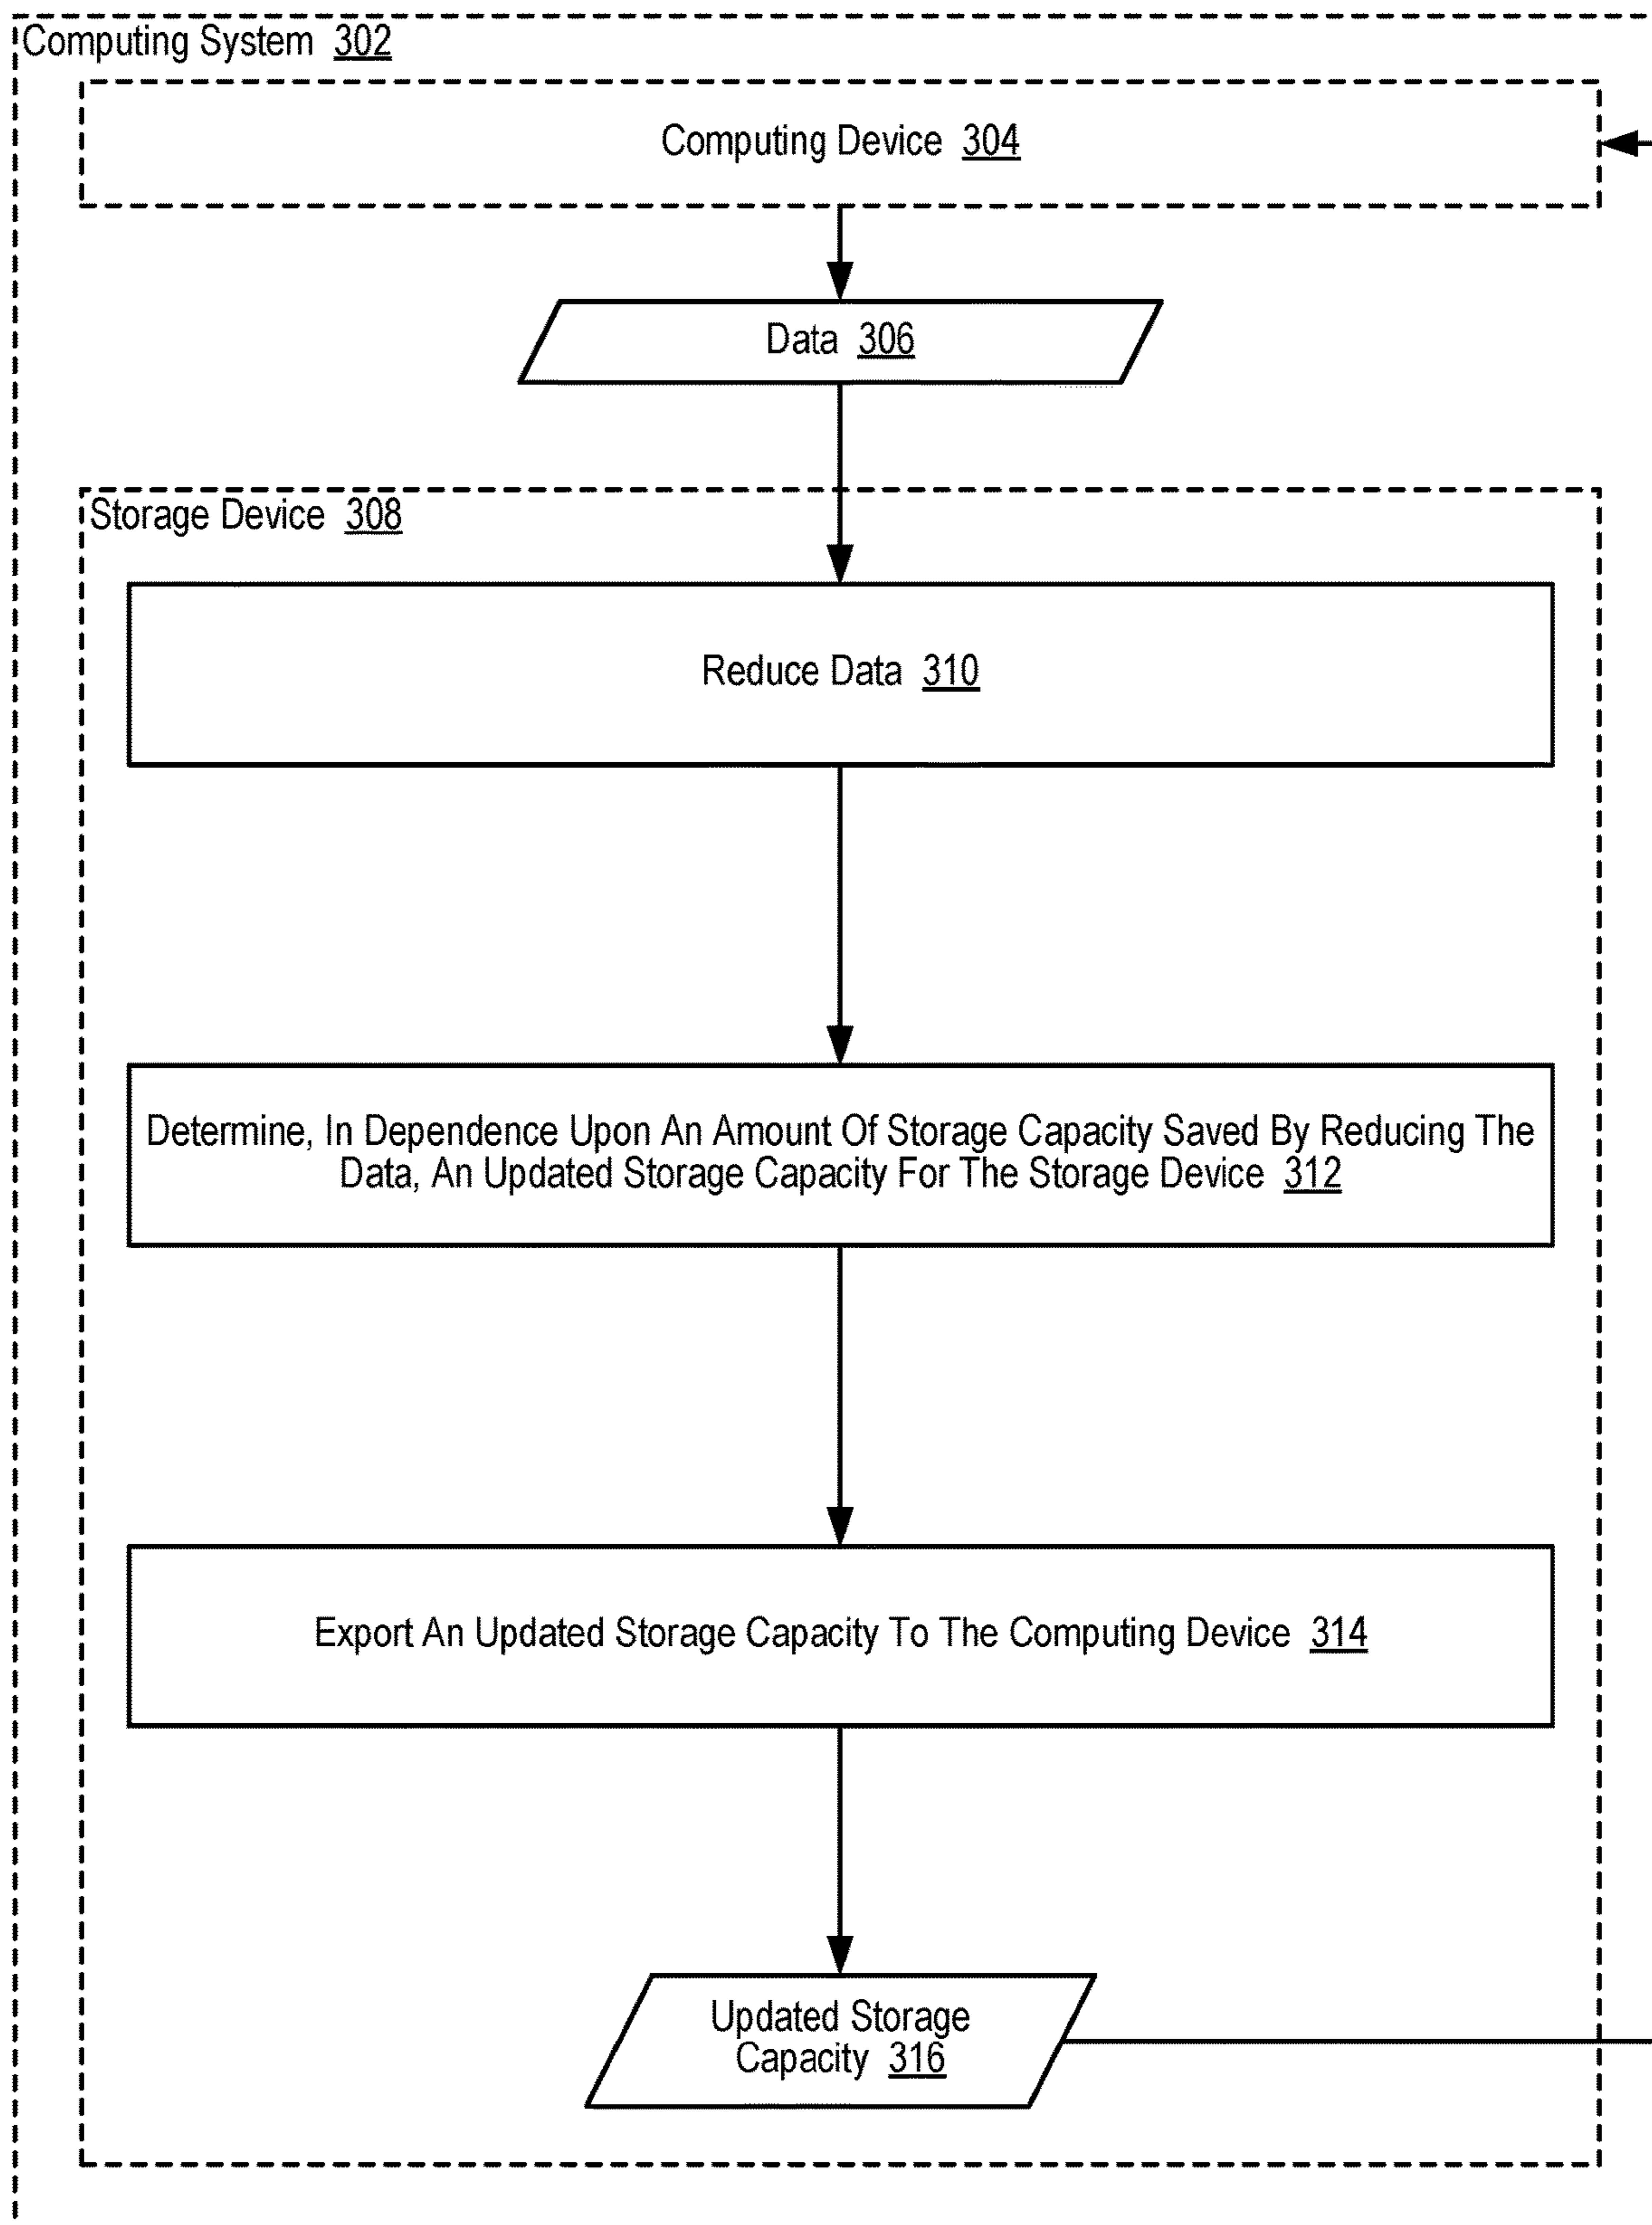 Computing System 302
Computing Device 304
Data 306
Storage Device 308
Reduce Data 310
Determine, In Dependence Upon An Amount Of Storage Capacity Saved By Reducing The
Data, An Updated Storage Capacity For The Storage Device 312
Export An Updated Storage Capacity To The Computing Device 314
Updated Storage
Capacity 316